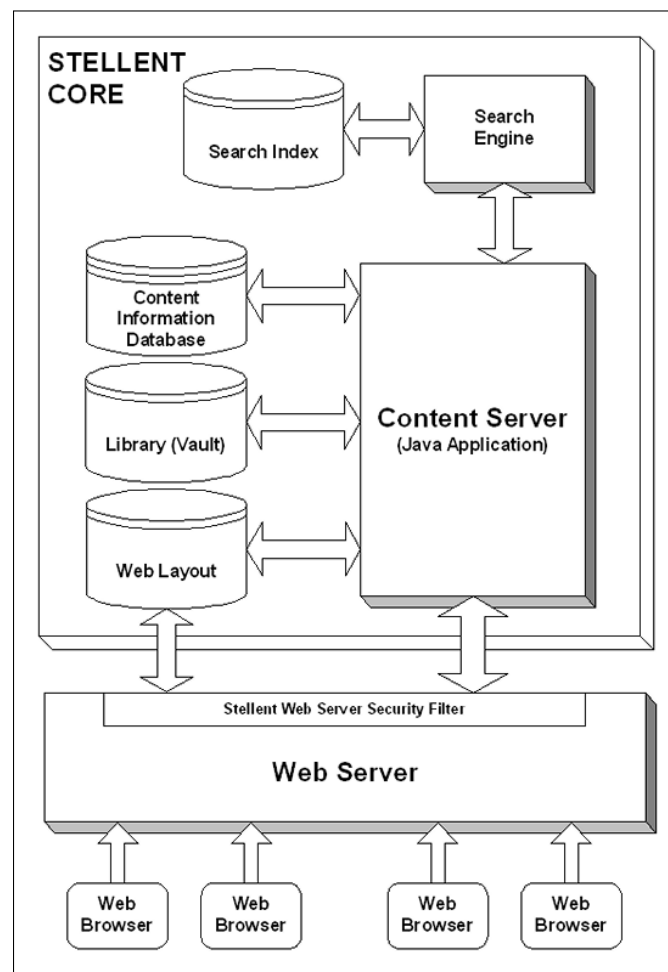 STELLENT
CORE
Search Index
Search
Engine
Content
Information
Database
Library (Vault)
Web Layout
Content Server
(Java Application)
Stellent Web Server Security Filter
Web Server
Web
Browser
Web
Browser
Web
Browser
Web
Browser